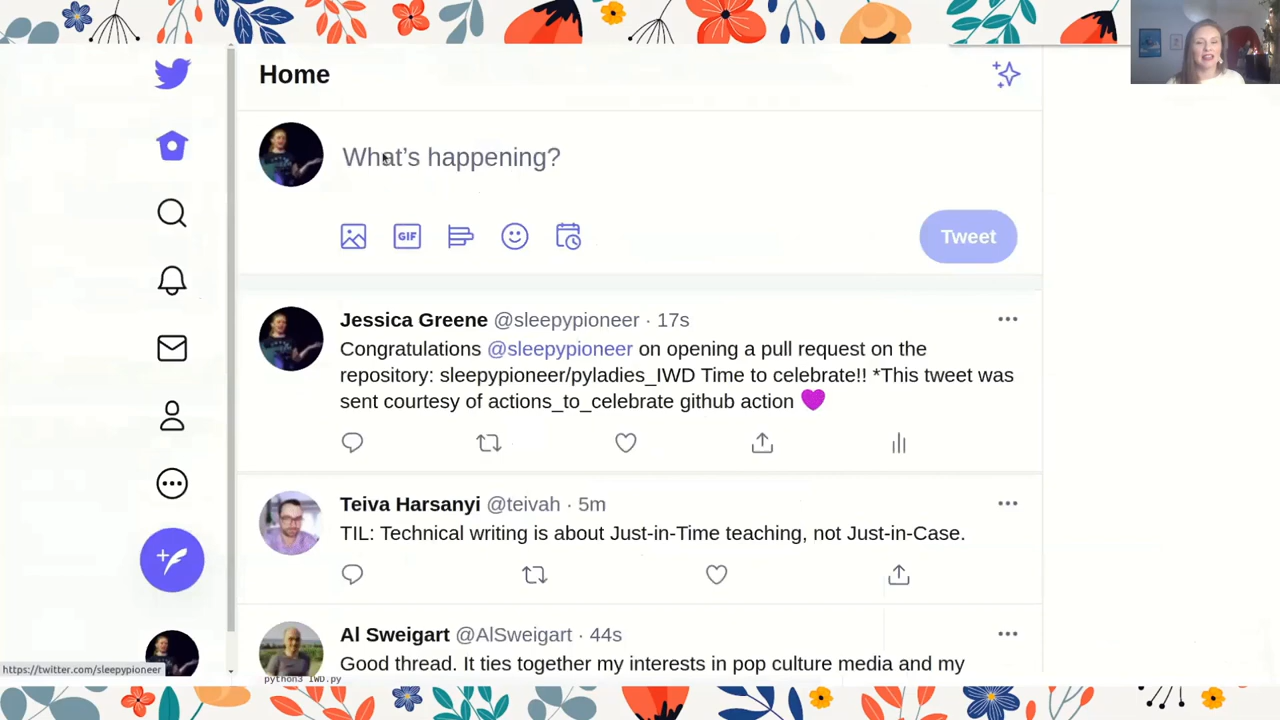 Home
What's happening?
GIF
Tweet
Jessica Greene @sleepypioneer · 17s
Congratulations @sleepypioneer on opening a pull request on the
repository: sleepypioneer/pyladies_IWD Time to celebrate!! *This tweet was
sent courtesy of actions_to_celebrate github action 💜
Teiva Harsanyi @teivah · 5m
TIL: Technical writing is about Just-in-Time teaching, not Just-in-Case.
Al Sweigart @AlSweigart · 44s
Good thread. It ties together my interests in pop culture media and my
https://twitter.com/sleepypioneer
python3 IWD.py